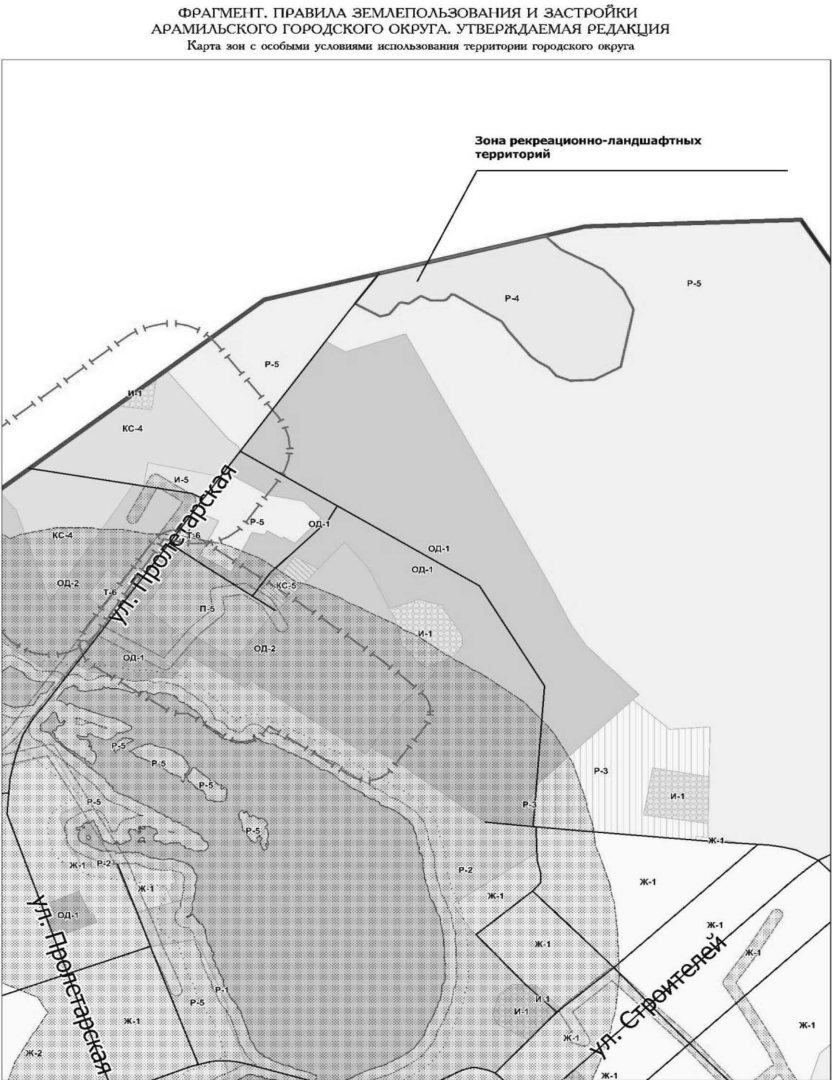 ФРАГМЕНТ. ПРАВИЛА ЗЕМЛЕПОЛЬЗОВАНИЯ И ЗАСТРОЙКИ
АРАМИЛЬСКОГО ГОРОДСКОГО ОКРУГА. УТВЕРЖДАЕМАЯ РЕДАКЦИЯ
Карта зон с особыми условиями использования территории городского округа
Зона рекреационно-ландшафтных
территорий
Р-5
Р-4
Р-5
И-1
КС-4
И-5
ул. Пролетарская
Р-5
ОД-1
Т-6
КС-4
ОД-1
ОД-1
ОД-2
Т-6
КС-5
П-5
И-1
ОД-2
ОД-1
Р-5
Р-5
Р-5
Р-3
И-1
Р-5
Р-3
Р-5
Ж-1
Ж-1
Р-2
Р-2
Ж-1
Ж-1
Ж-1
ОД-1
Ж-1
Ж-1
Ж-1
ул. Пролетарская
ул. Строителей
Р-1
Р-5
И-1
И-1
Ж-1
Ж-1
Ж-1
Ж-2
Ж-1